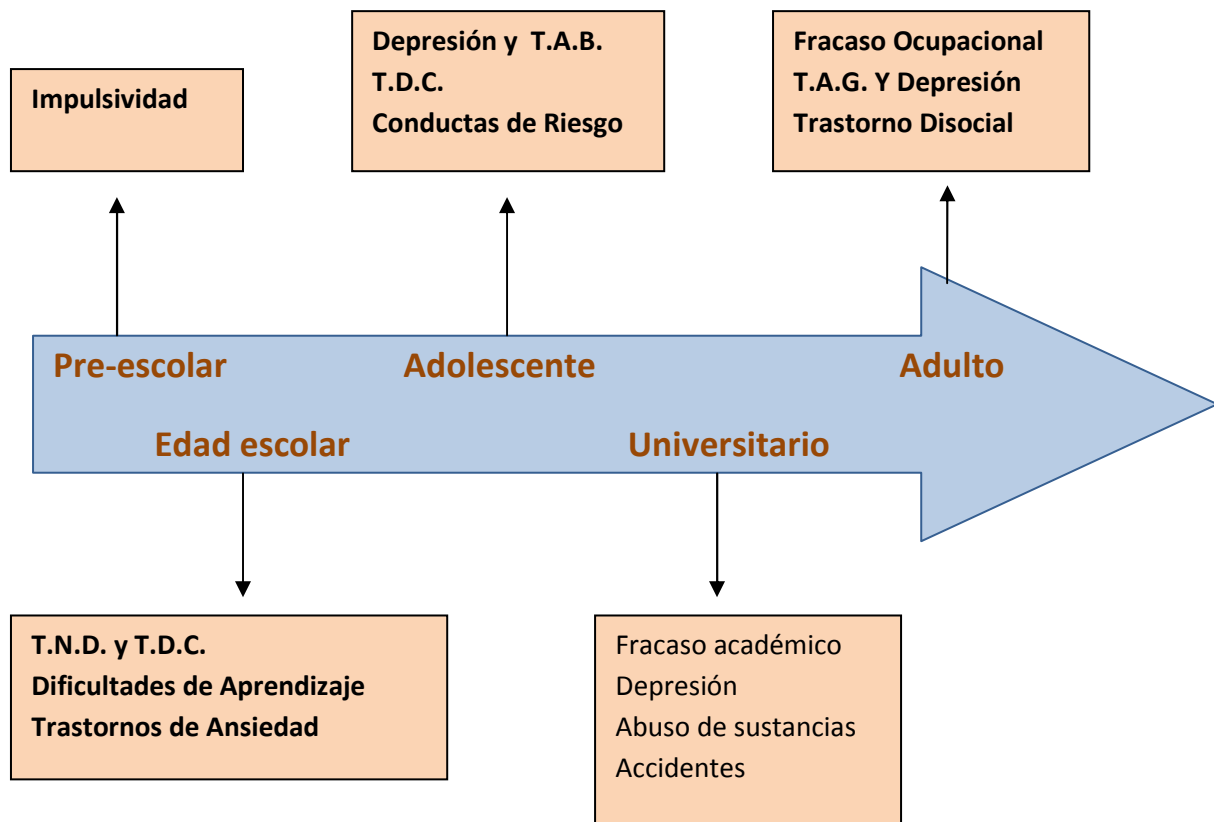 Impulsividad
Depresión y T.A.B.
T.D.C.
Conductas de Riesgo
Fracaso Ocupacional
T.A.G. Y Depresión
Trastorno Disocial
Pre-escolar
Adolescente
Adulto
Edad escolar
Universitario
T.N.D. y T.D.C.
Dificultades de Aprendizaje
Trastornos de Ansiedad
Fracaso académico
Depresión
Abuso de sustancias
Accidentes